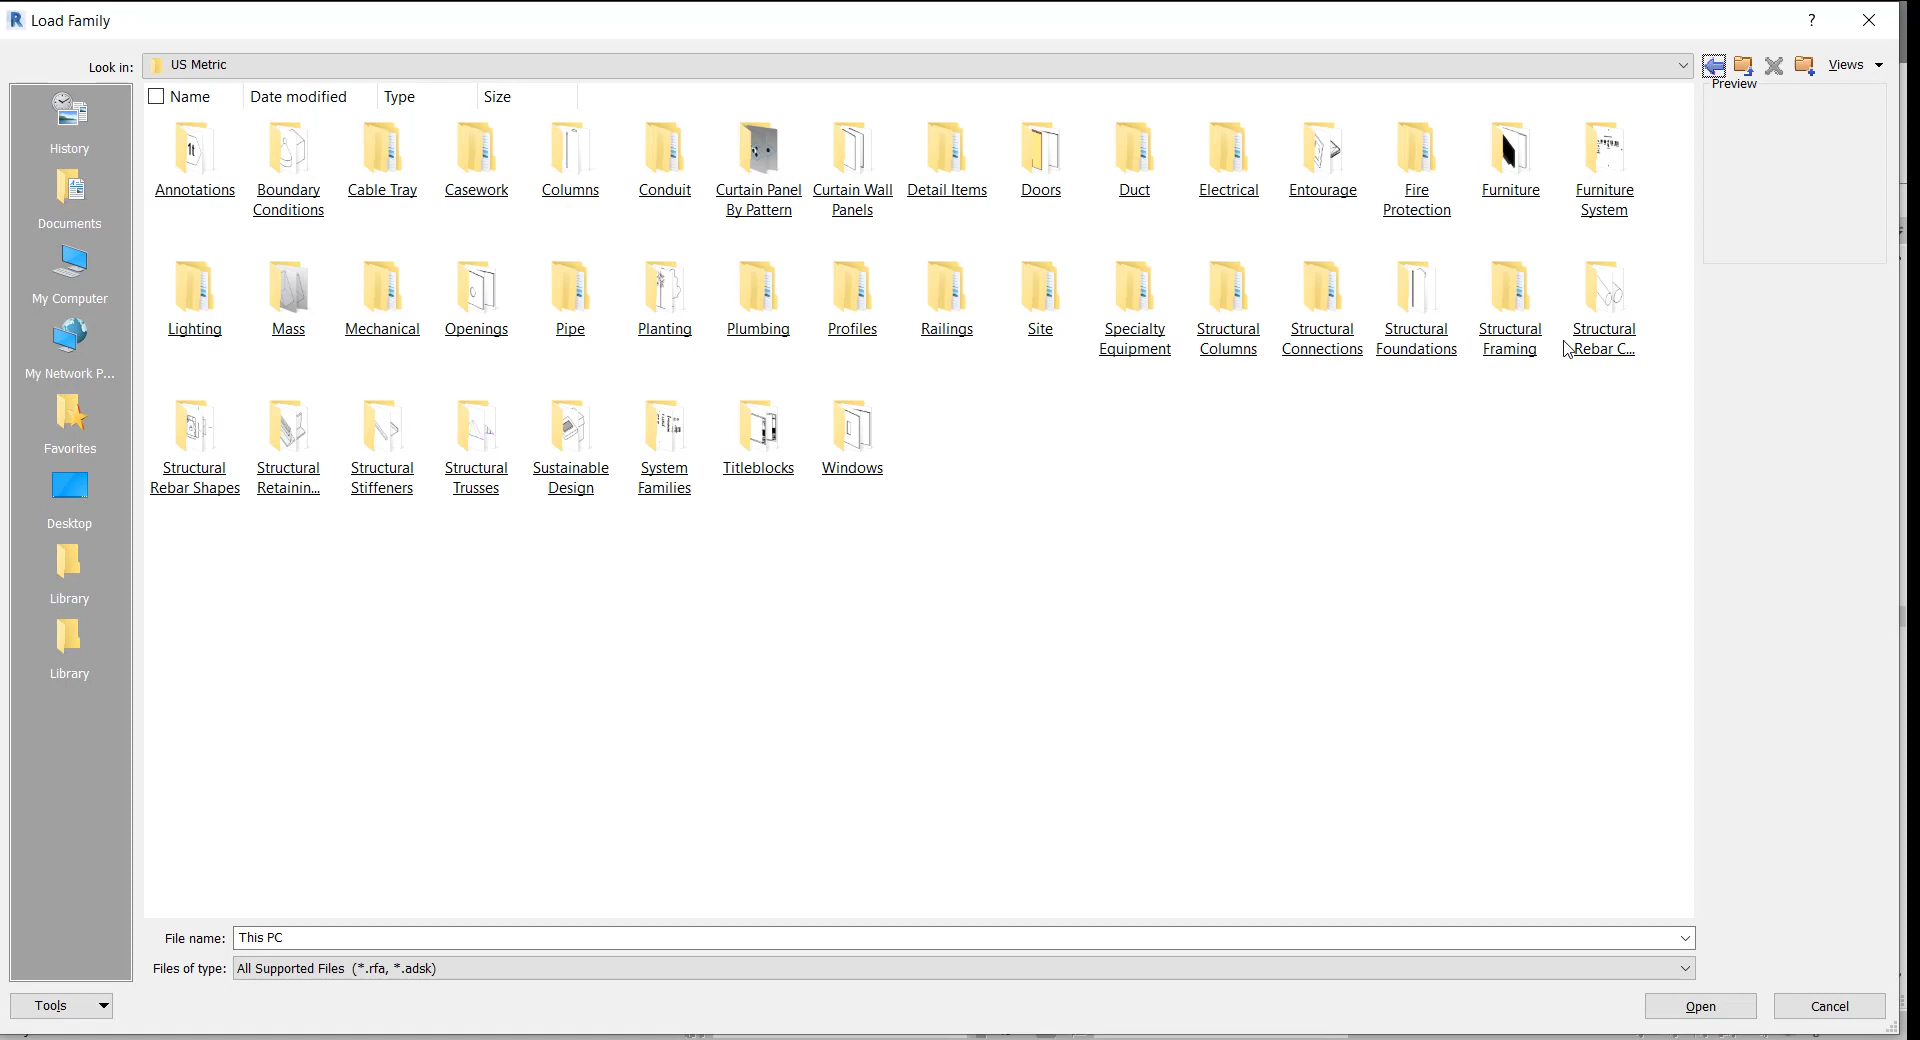 Load Family
?
Look in:
US Metric
Views
Preview
Name
Date modified
Type
Size
History
Documents
My Computer
My Network P...
Favorites
Desktop
Library
Library
Annotations
Boundary
Conditions
Cable Tray
Casework
Columns
Conduit
Curtain Panel
By Pattern
Curtain Wall
Panels
Detail Items
Doors
Duct
Electrical
Entourage
Fire
Protection
Furniture
Furniture
System
Lighting
Mass
Mechanical
Openings
Pipe
Planting
Plumbing
Profiles
Railings
Site
Specialty
Equipment
Structural
Columns
Structural
Connections
Structural
Foundations
Structural
Framing
Structural
Rebar C...
Structural
Rebar Shapes
Structural
Retainin...
Structural
Stiffeners
Structural
Trusses
Sustainable
Design
System
Families
Titleblocks
Windows
File name:
This PC
Files of type:
All Supported Files (*.rfa, *.adsk)
Tools
Open
Cancel